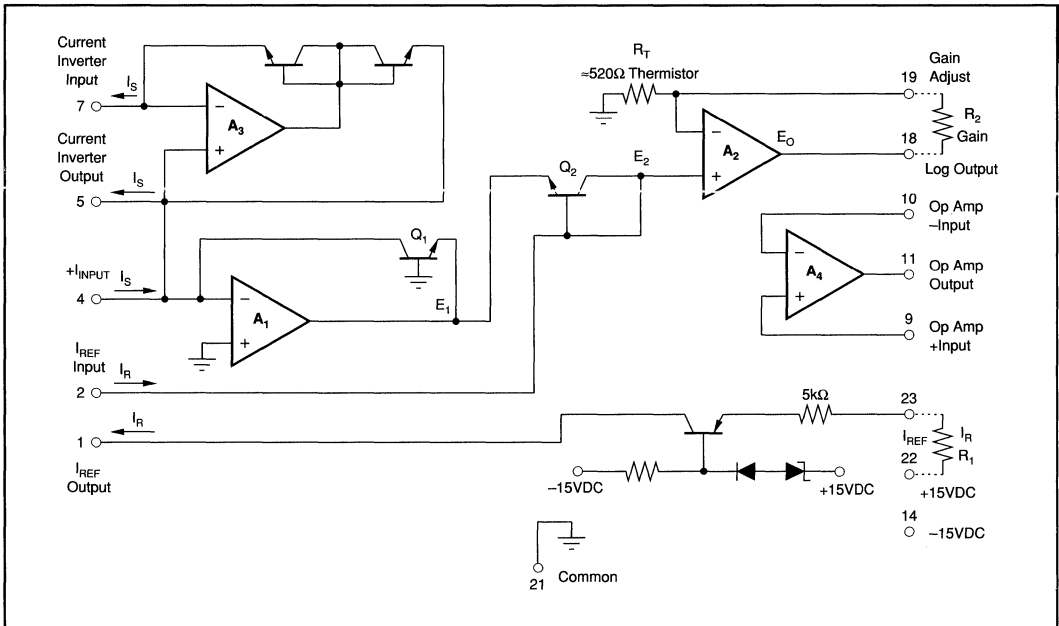 Current
Inverter
Input
7
I_S
A_3
−
+
Current
Inverter
Output
5
I_S
+I_INPUT
4
I_S
Q_1
−
A_1
+
E_1
I_REF
Input
2
I_R
1
I_R
I_REF
Output
R_T
≈520Ω Thermistor
Q_2
E_2
−
A_2
+
E_O
19
Gain
Adjust
R_2
Gain
18
Log Output
10
Op Amp
–Input
−
A_4
+
11
Op Amp
Output
9
Op Amp
+Input
5kΩ
23
I_REF
I_R
R_1
22
+15VDC
–15VDC
+15VDC
14
–15VDC
21
Common